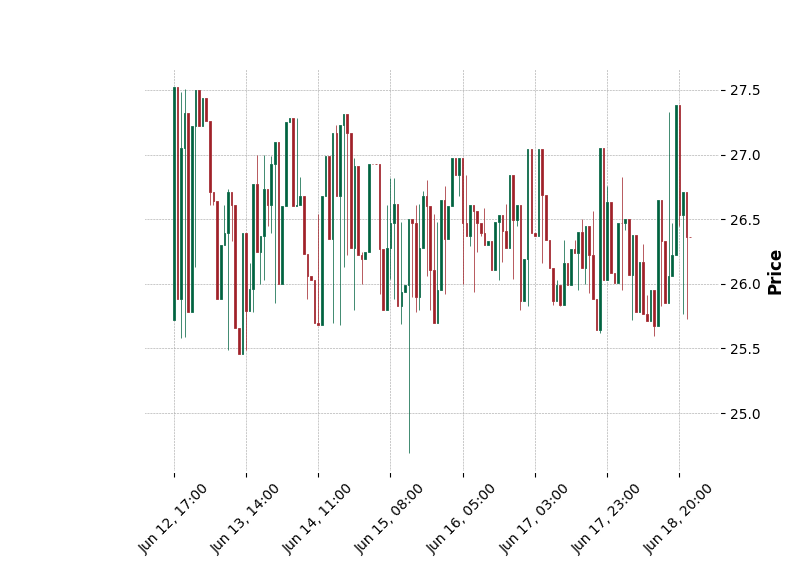 27.5
27.0
26.5
26.0
25.5
25.0
Price
Jun 12, 17:00
Jun 13, 14:00
Jun 14, 11:00
Jun 15, 08:00
Jun 16, 05:00
Jun 17, 03:00
Jun 17, 23:00
Jun 18, 20:00